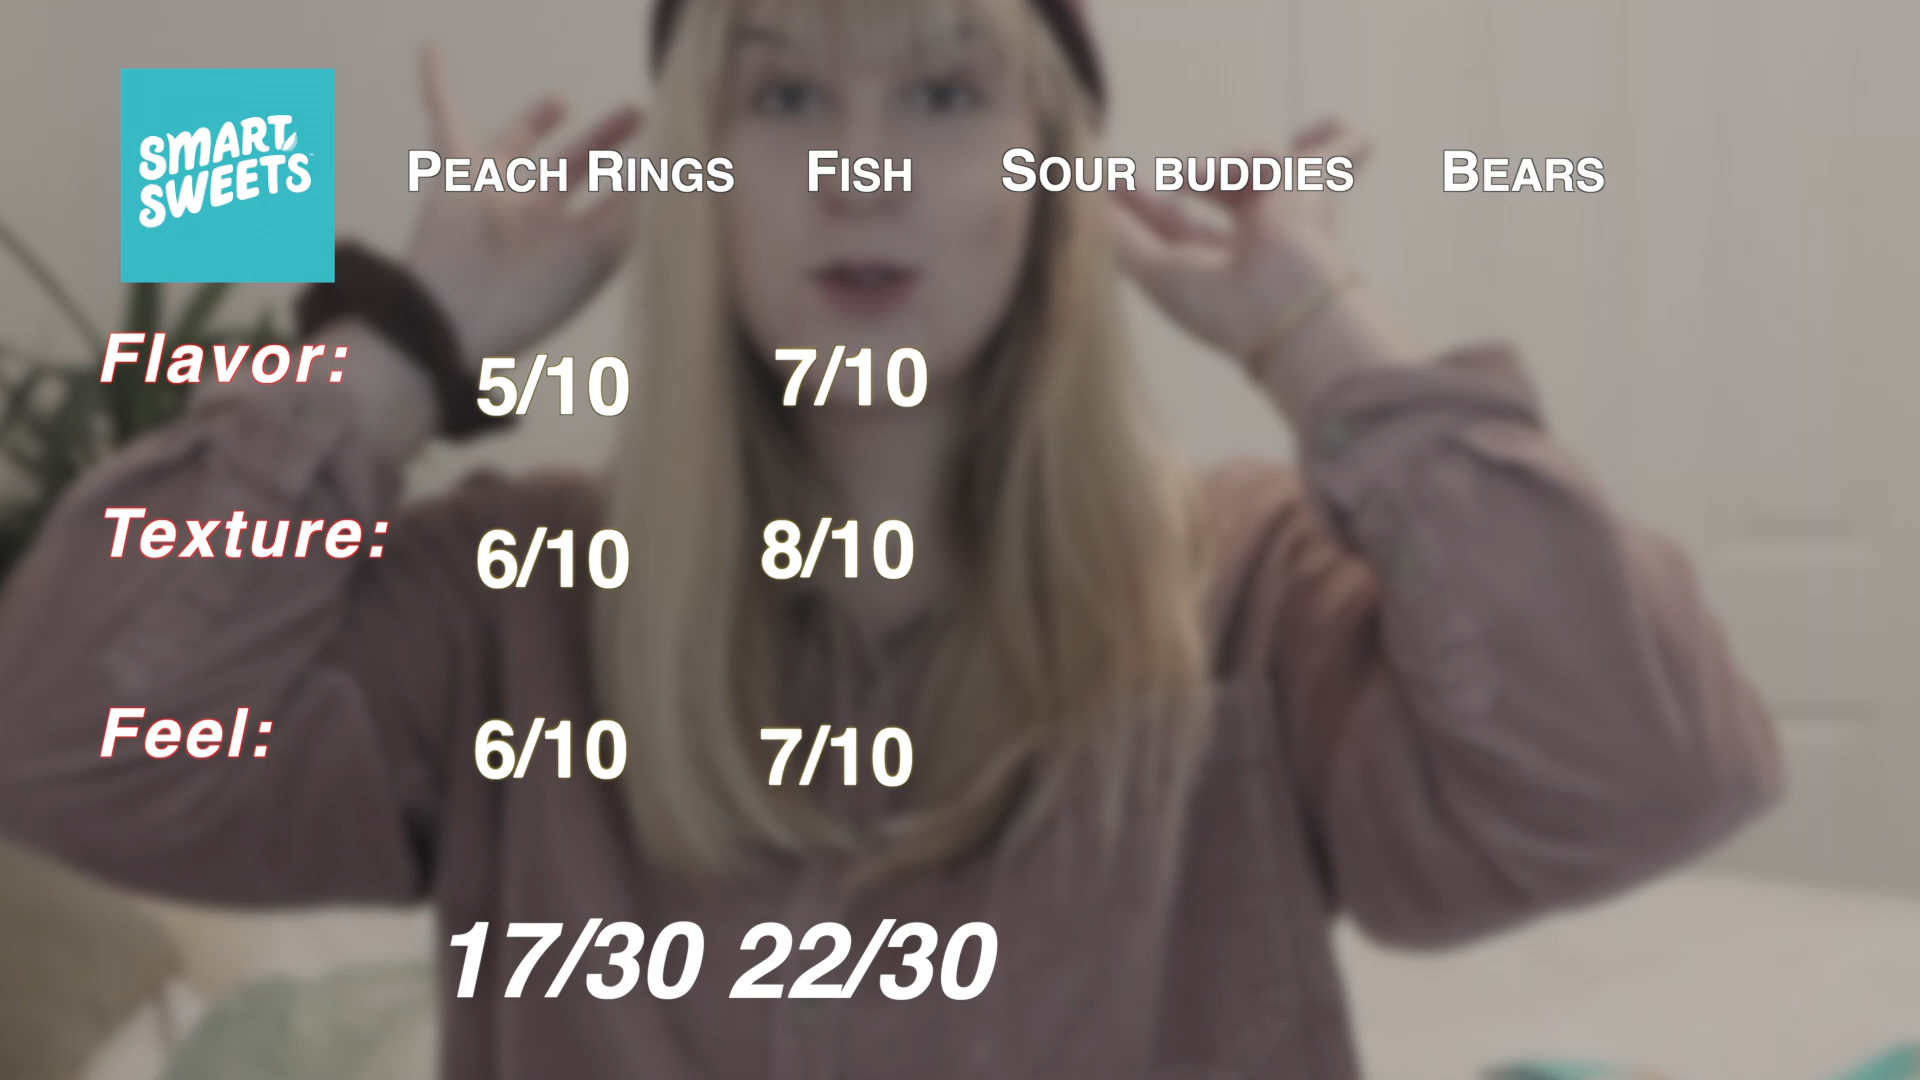 SMART
SWEETS
PEACH RINGS FISH SOUR BUDDIES BEARS
Flavor: 5/10 7/10
Texture: 6/10 8/10
Feel: 6/10 7/10
17/30 22/30